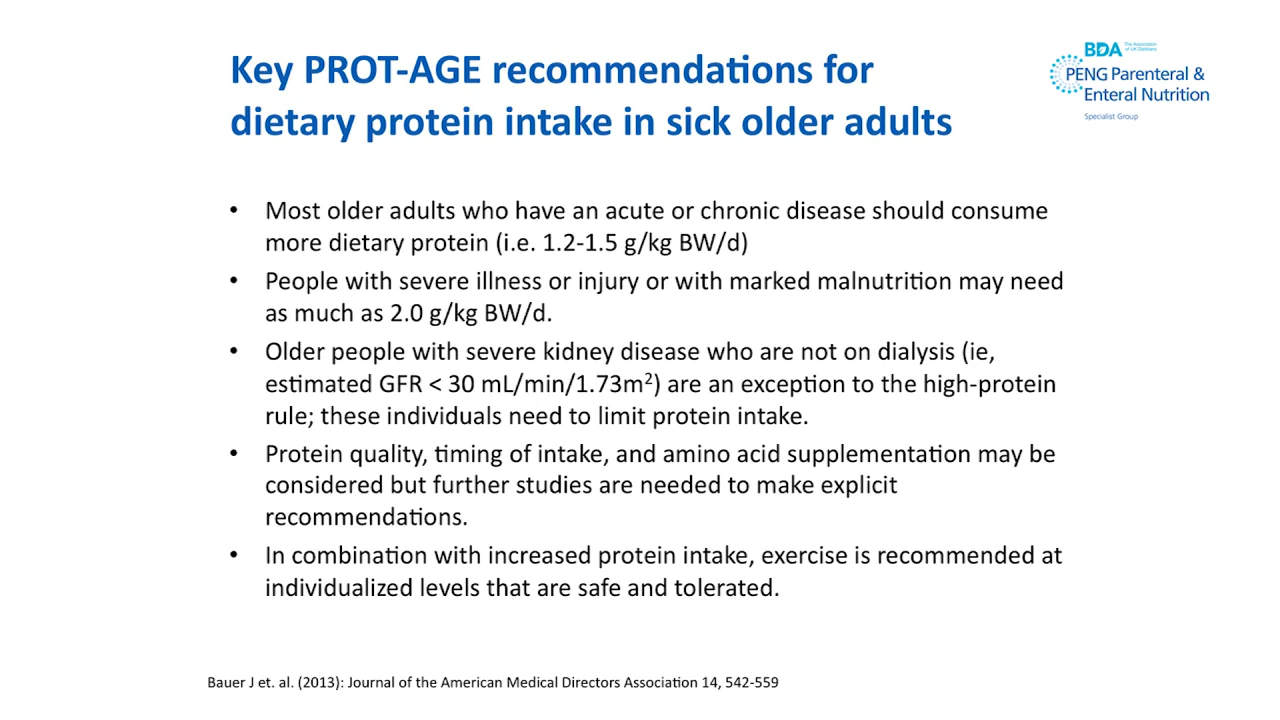 Key PROT-AGE recommendations for
dietary protein intake in sick older adults
BDA The Association of UK Dietitians
PENG Parenteral &
Enteral Nutrition
Specialist Group
• Most older adults who have an acute or chronic disease should consume
more dietary protein (i.e. 1.2-1.5 g/kg BW/d)
• People with severe illness or injury or with marked malnutrition may need
as much as 2.0 g/kg BW/d.
• Older people with severe kidney disease who are not on dialysis (ie,
estimated GFR < 30 mL/min/1.73m²) are an exception to the high-protein
rule; these individuals need to limit protein intake.
• Protein quality, timing of intake, and amino acid supplementation may be
considered but further studies are needed to make explicit
recommendations.
• In combination with increased protein intake, exercise is recommended at
individualized levels that are safe and tolerated.
Bauer J et. al. (2013): Journal of the American Medical Directors Association 14, 542-559